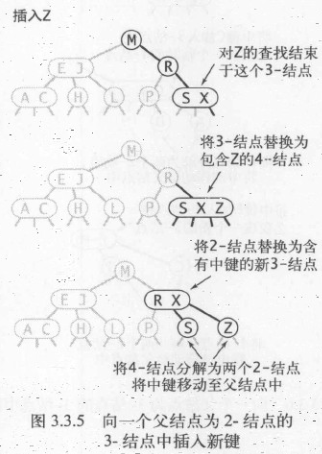 插入Z
M
E J
R
A C
H
L
P
S X
对Z的查找结束
于这个3-结点
M
E J
R
A C
H
L
P
S X Z
将3-结点替换为
包含Z的4-结点
M
E J
R X
A C
H
L
P
S
Z
将2-结点替换为含
有中键的新3-结点
将4-结点分解为两个2-结点
将中键移动至父结点中
图 3.3.5 向一个父结点为 2- 结点的
3- 结点中插入新键